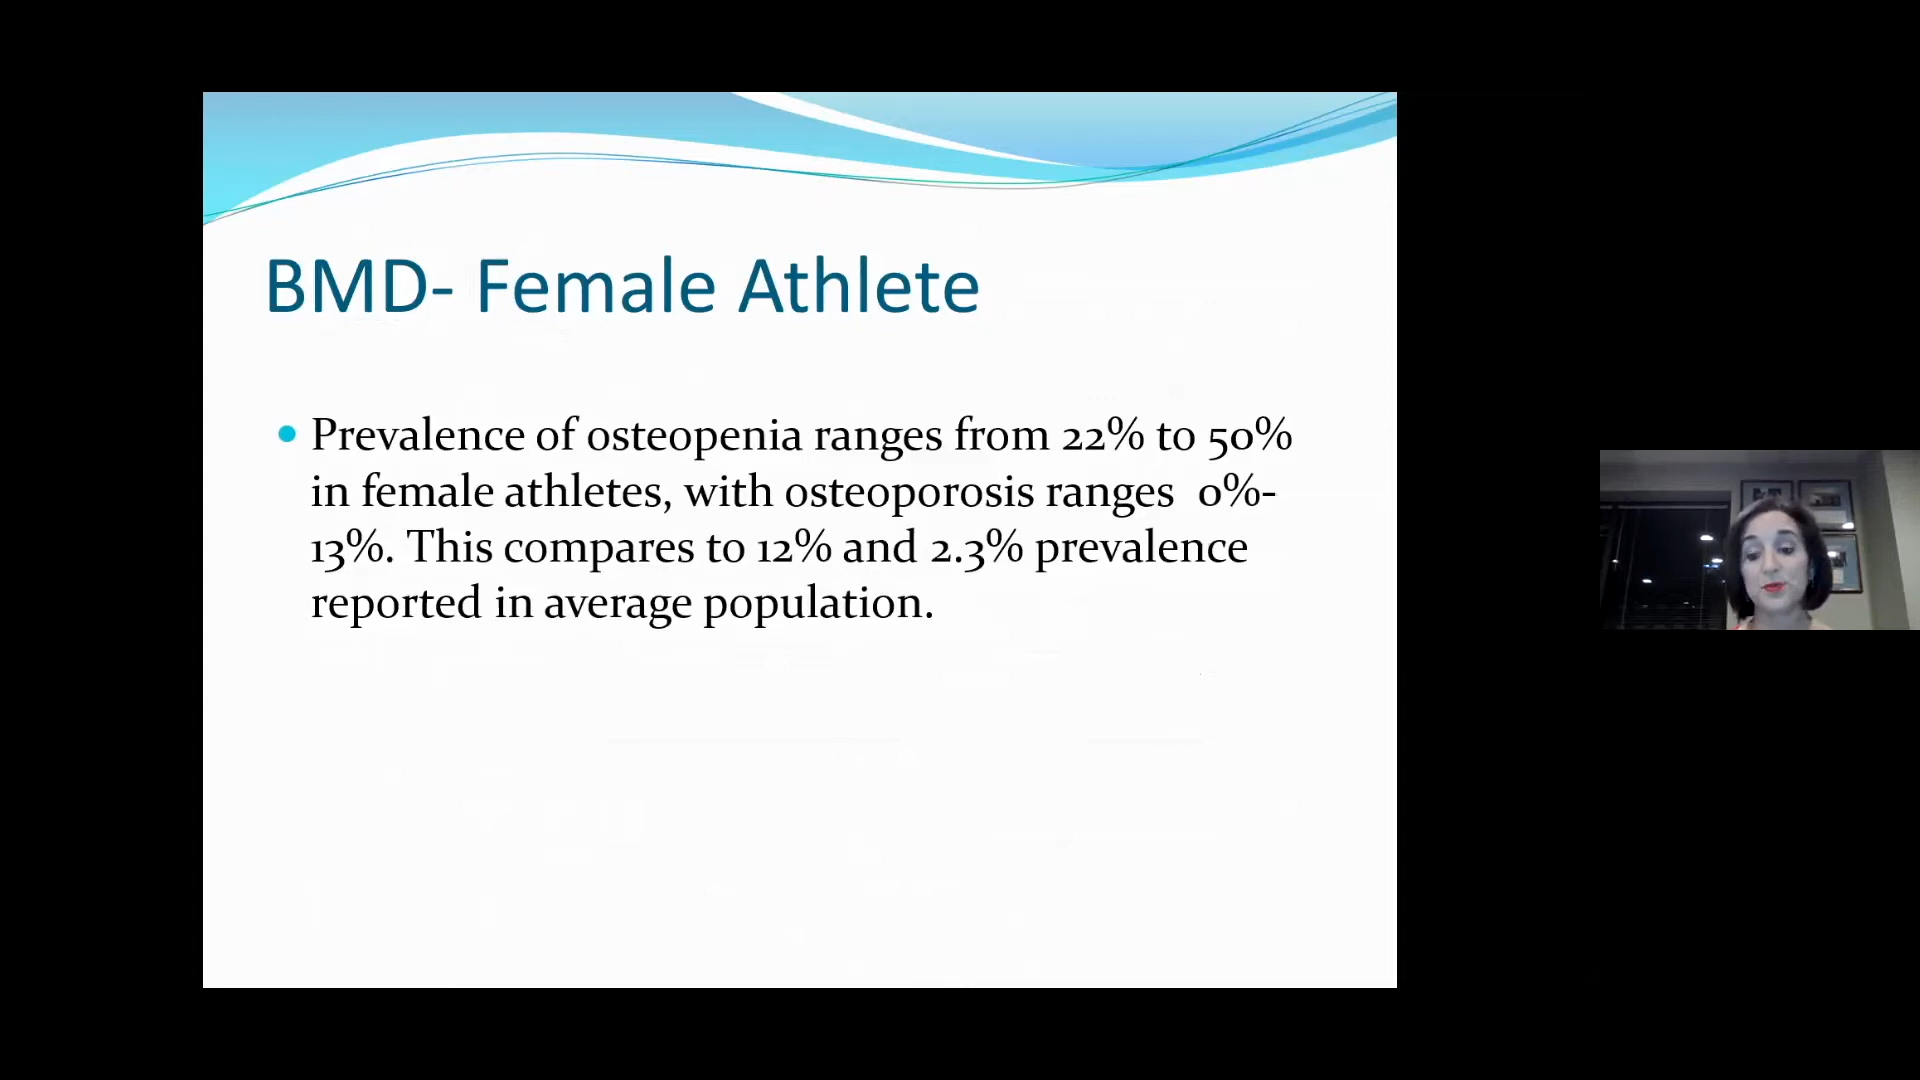 BMD- Female Athlete
Prevalence of osteopenia ranges from 22% to 50%
in female athletes, with osteoporosis ranges  0%-
13%. This compares to 12% and 2.3% prevalence
reported in average population.